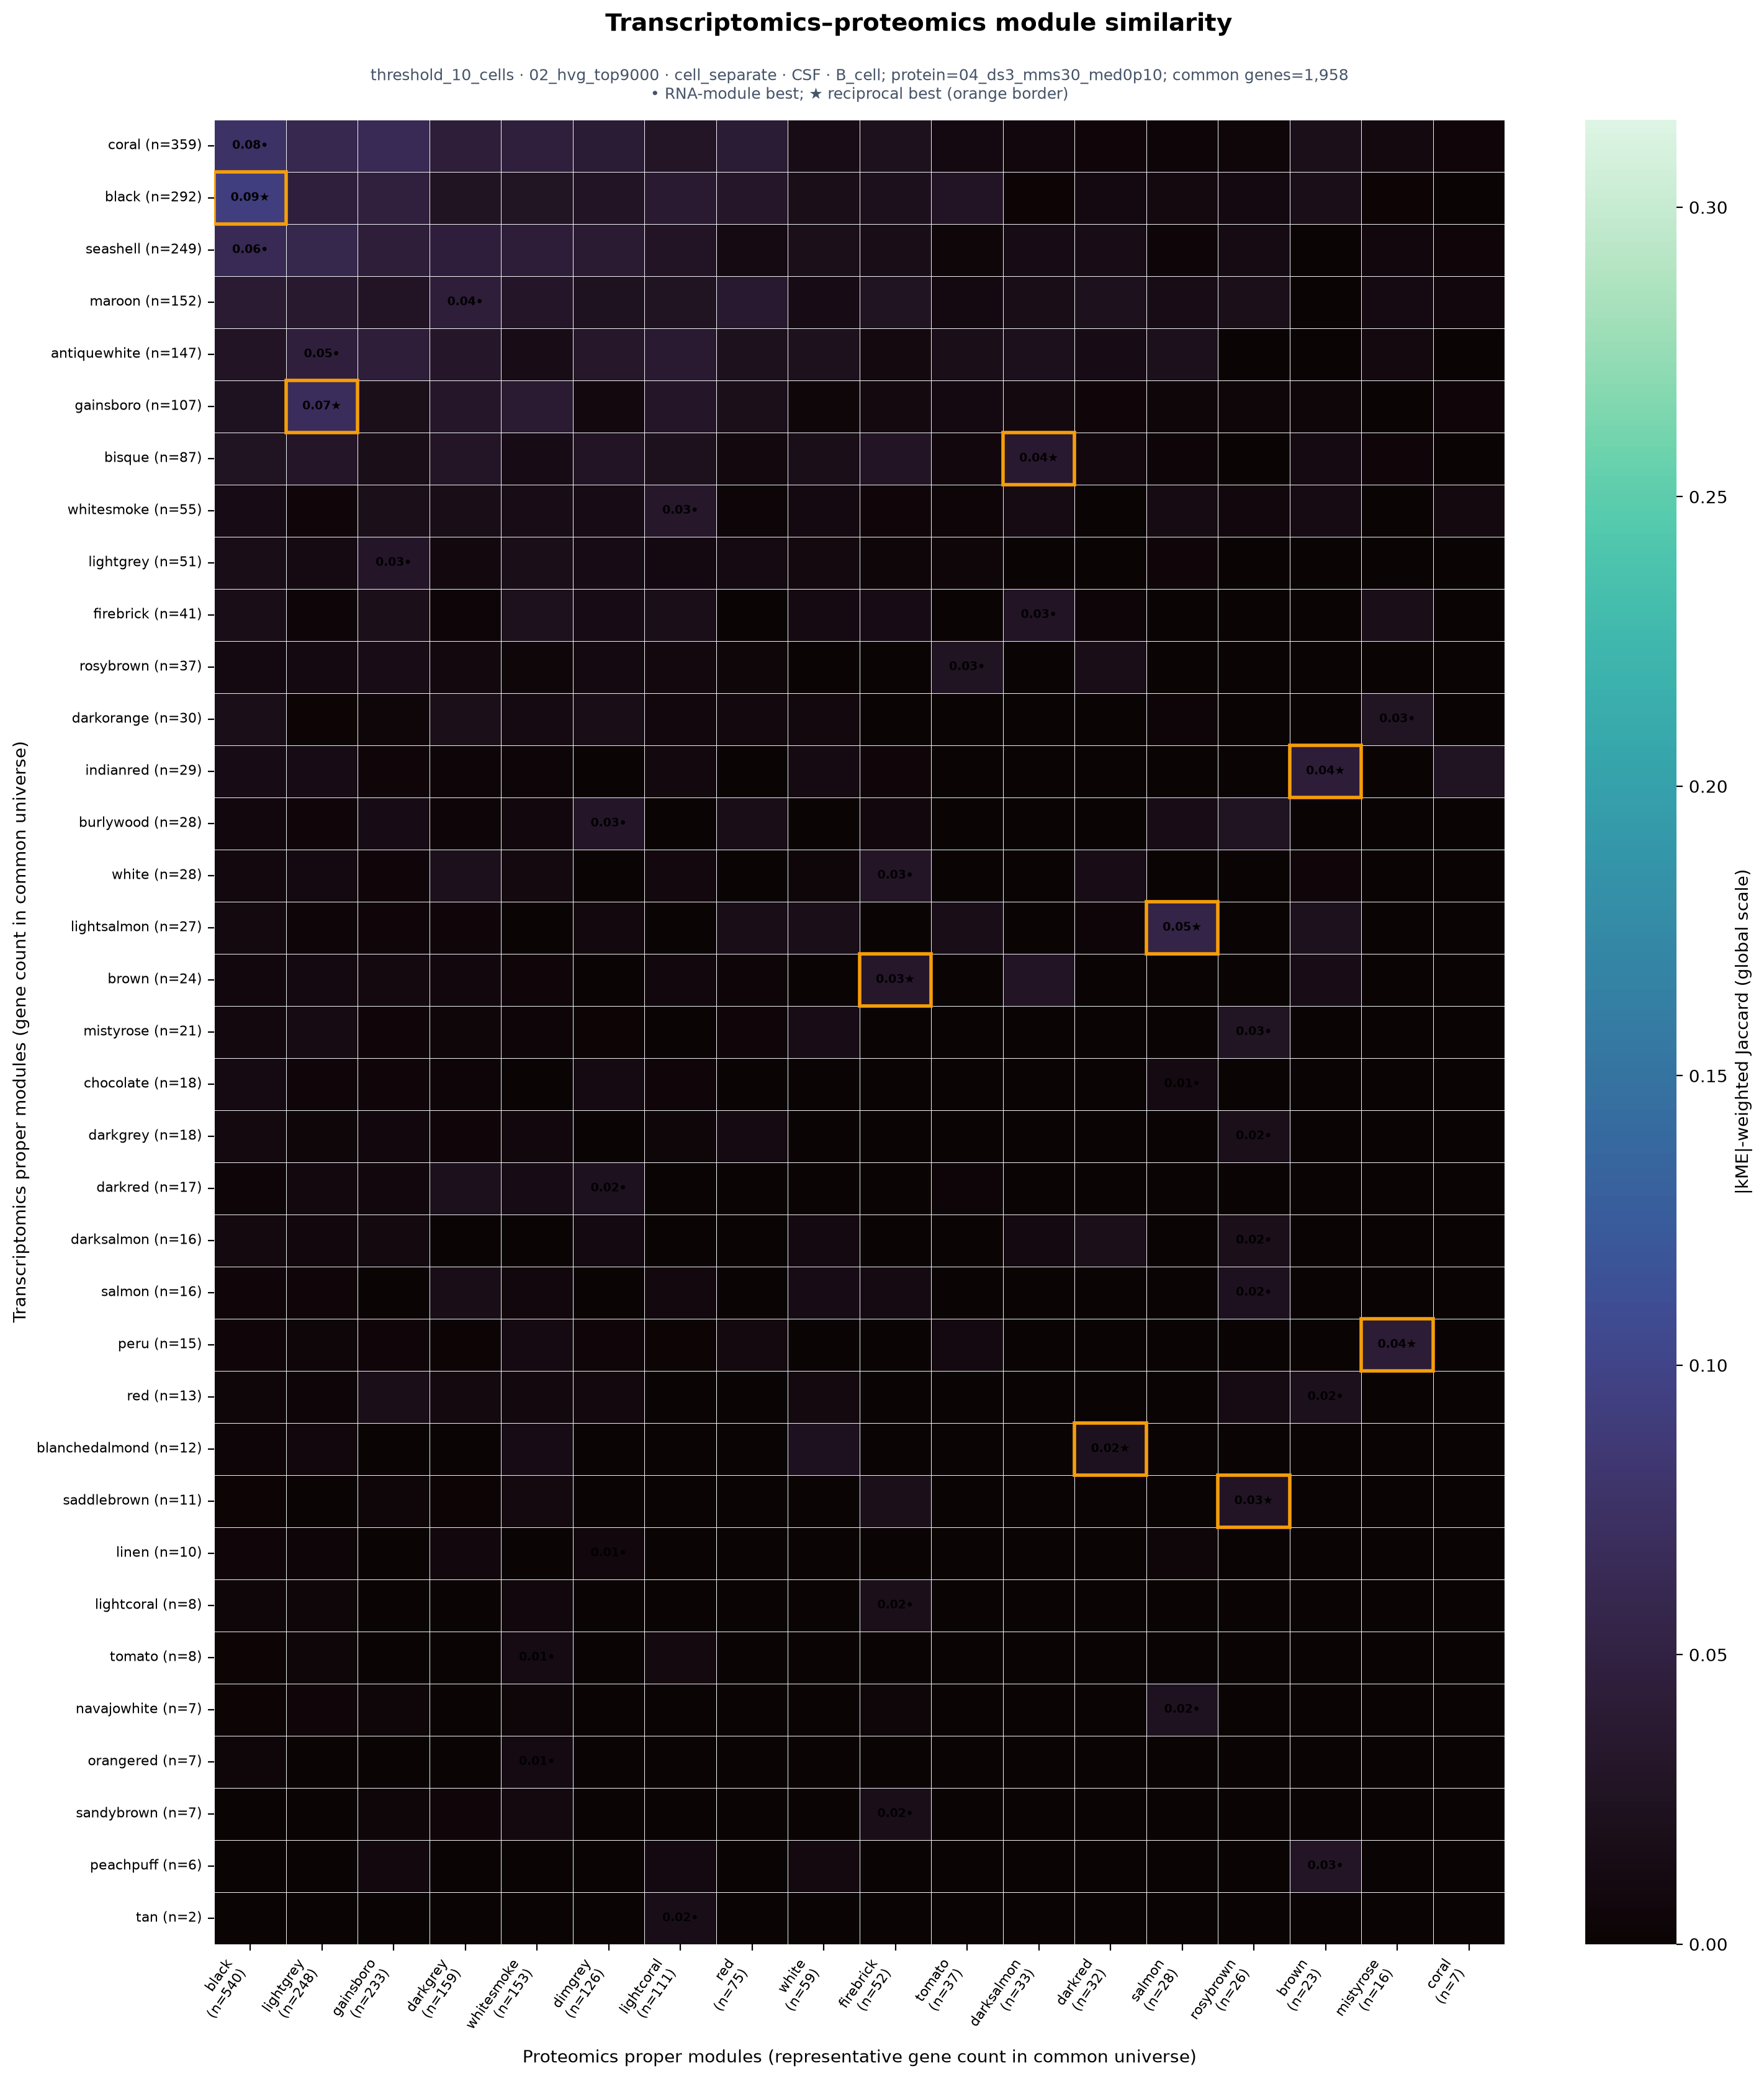 Transcriptomics–proteomics module similarity
threshold_10_cells · 02_hvg_top9000 · cell_separate · CSF · B_cell; protein=04_ds3_mms30_med0p10; common genes=1,958
• RNA-module best; ★ reciprocal best (orange border)
Transcriptomics proper modules (gene count in common universe)
coral (n=359)
0.08•
black (n=292)
0.09★
seashell (n=249)
0.06•
maroon (n=152)
0.04•
antiquewhite (n=147)
0.05•
gainsboro (n=107)
0.07★
bisque (n=87)
0.04★
whitesmoke (n=55)
0.03•
lightgrey (n=51)
0.03•
firebrick (n=41)
0.03•
rosybrown (n=37)
0.03•
darkorange (n=30)
0.03•
indianred (n=29)
0.04★
burlywood (n=28)
0.03•
white (n=28)
0.03•
lightsalmon (n=27)
0.05★
brown (n=24)
0.03★
mistyrose (n=21)
0.03•
chocolate (n=18)
0.01•
darkgrey (n=18)
0.02•
darkred (n=17)
0.02•
darksalmon (n=16)
0.02•
salmon (n=16)
0.02•
peru (n=15)
0.04★
red (n=13)
0.02•
blanchedalmond (n=12)
0.02★
saddlebrown (n=11)
0.03★
linen (n=10)
0.01•
lightcoral (n=8)
0.02•
tomato (n=8)
0.01•
navajowhite (n=7)
0.02•
orangered (n=7)
0.01•
sandybrown (n=7)
0.02•
peachpuff (n=6)
0.03•
tan (n=2)
0.02•
black
(n=540)
lightgrey
(n=248)
gainsboro
(n=233)
darkgrey
(n=159)
whitesmoke
(n=153)
dimgrey
(n=126)
lightcoral
(n=111)
red
(n=75)
white
(n=59)
firebrick
(n=52)
tomato
(n=37)
darksalmon
(n=33)
darkred
(n=32)
salmon
(n=28)
rosybrown
(n=26)
brown
(n=23)
mistyrose
(n=16)
coral
(n=7)
Proteomics proper modules (representative gene count in common universe)
0.30
0.25
0.20
0.15
0.10
0.05
0.00
|kME|-weighted Jaccard (global scale)